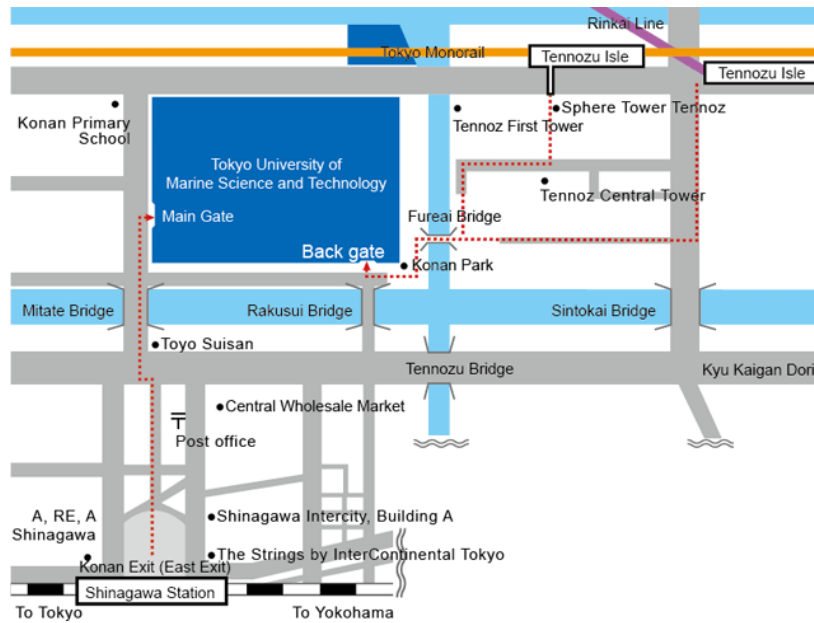 Rinkai Line
Tokyo Monorail
Tennozu Isle
Tennozu Isle
Konan Primary
School
Tennoz First Tower
Sphere Tower Tennoz
Tokyo University of
Marine Science and Technology
Tennoz Central Tower
Main Gate
Fureai Bridge
Back gate
Konan Park
Mitate Bridge
Rakusui Bridge
Sintokai Bridge
Toyo Suisan
Tennozu Bridge
Kyu Kaigan Dori
Central Wholesale Market
〒
Post office
A, RE, A
Shinagawa
Shinagawa Intercity, Building A
The Strings by InterContinental Tokyo
Konan Exit (East Exit)
Shinagawa Station
To Tokyo
To Yokohama